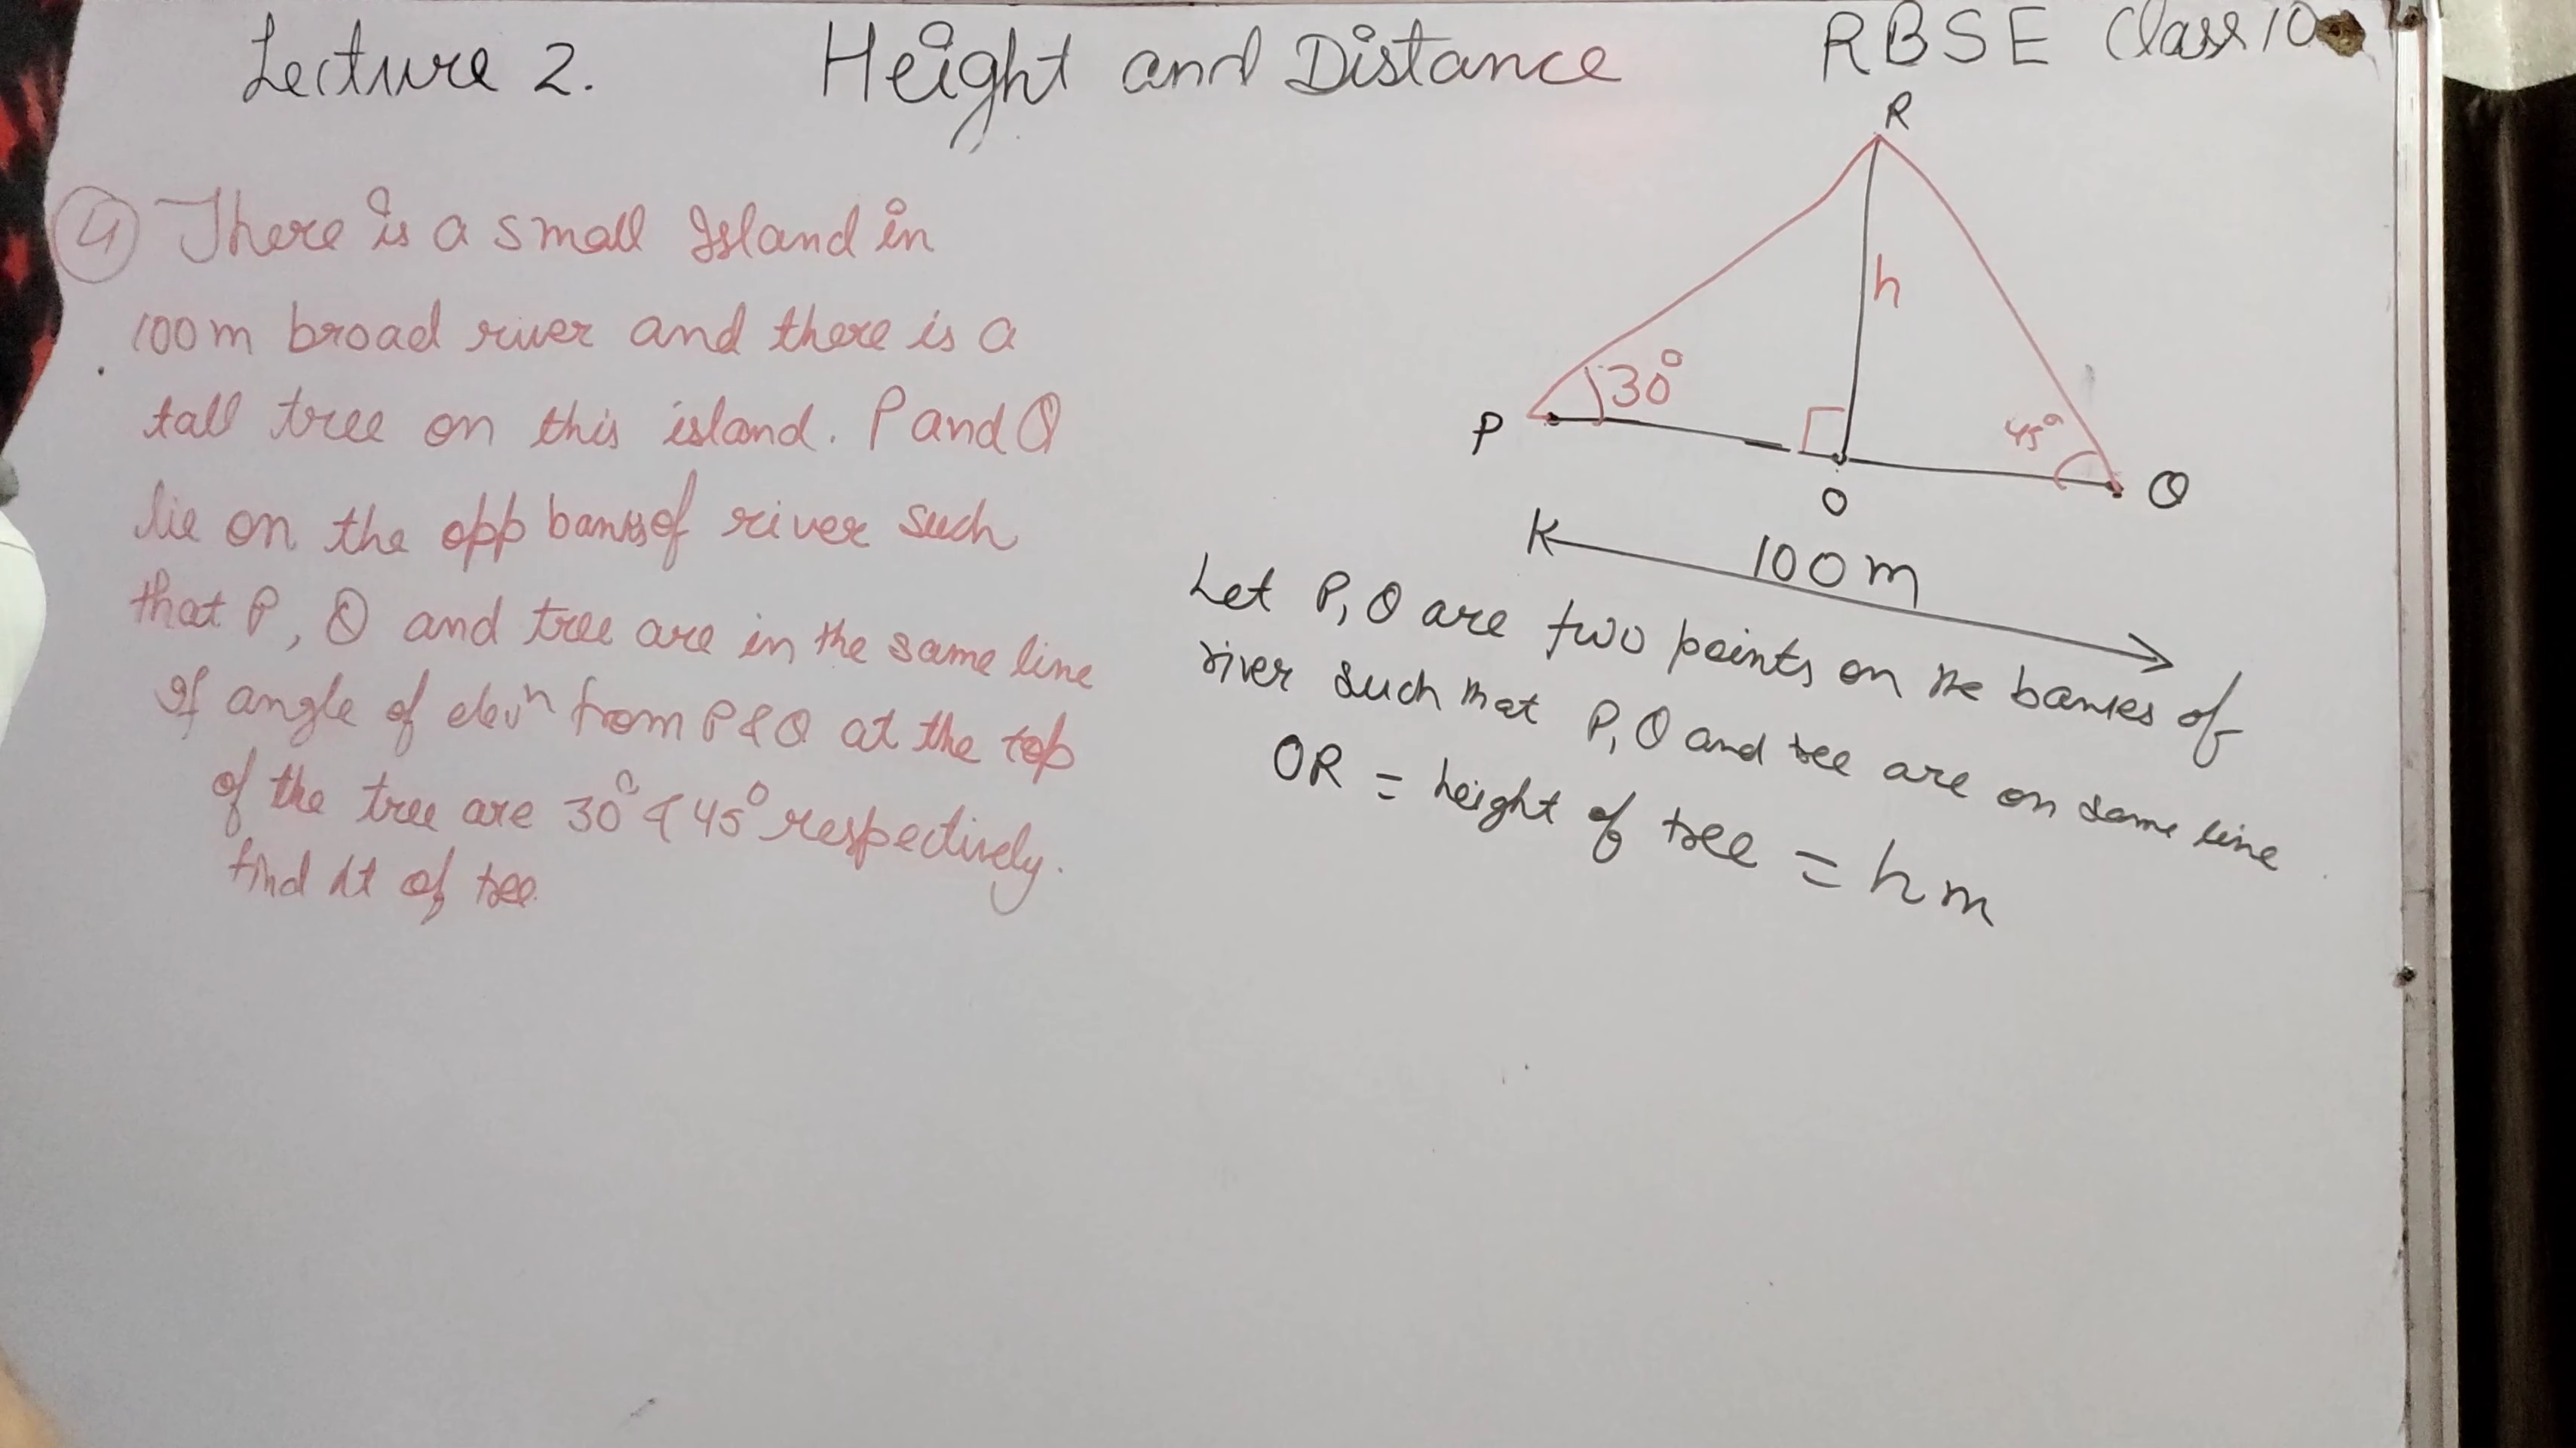 Lecture 2. Height and Distance RBSE Class 10
④ There is a small Island in
100m broad river and there is a
tall tree on this island. P and Q
lie on the opp banks of river such
that P, Q and tree are in the same line
If angle of elevⁿ from P & Q at the top
of the tree are 30° & 45° respectively.
find ht of tree
R
h
30°
45°
P
O
Q
100m
Let P, Q are two points on the banks of
river such that P, Q and tree are on same line
OR = height of tree = h m